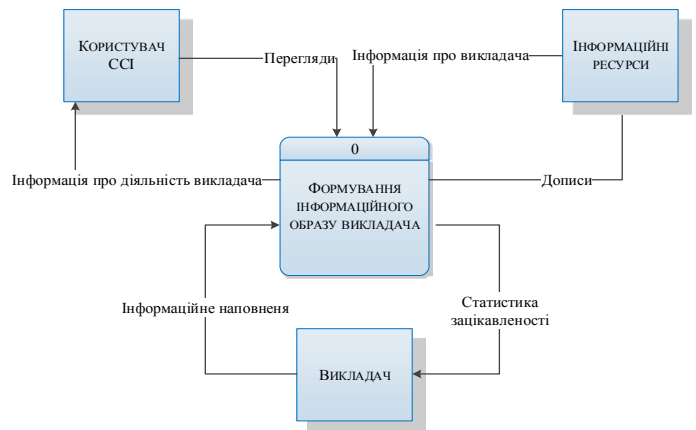 КОРИСТУВАЧ
ССІ
Перегляди
Інформація про викладача
ІНФОРМАЦІЙНІ
РЕСУРСИ
0
Інформація про діяльність викладача
ФОРМУВАННЯ
ІНФОРМАЦІЙНОГО
ОБРАЗУ ВИКЛАДАЧА
Дописи
Інформаційне наповненя
Статистика
зацікавленості
ВИКЛАДАЧ